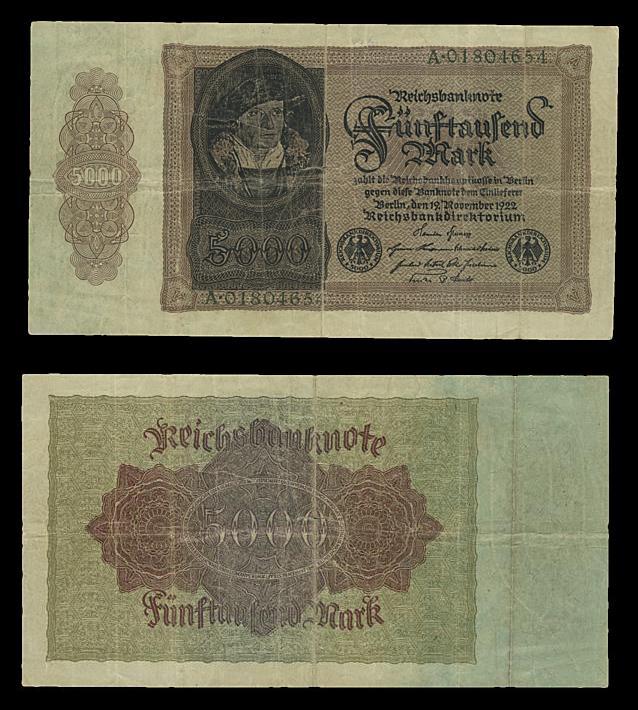 A·01804654
Reichsbanknote
Fünftausend
Mark
zahlt die Reichsbankhauptkasse in Berlin
gegen diese Banknote dem Einlieferer
Berlin, den 19. November 1922
Reichsbankdirektorium
5000
5000
A·0180465
Reichsbanknote
5000
Fünftausend Mark